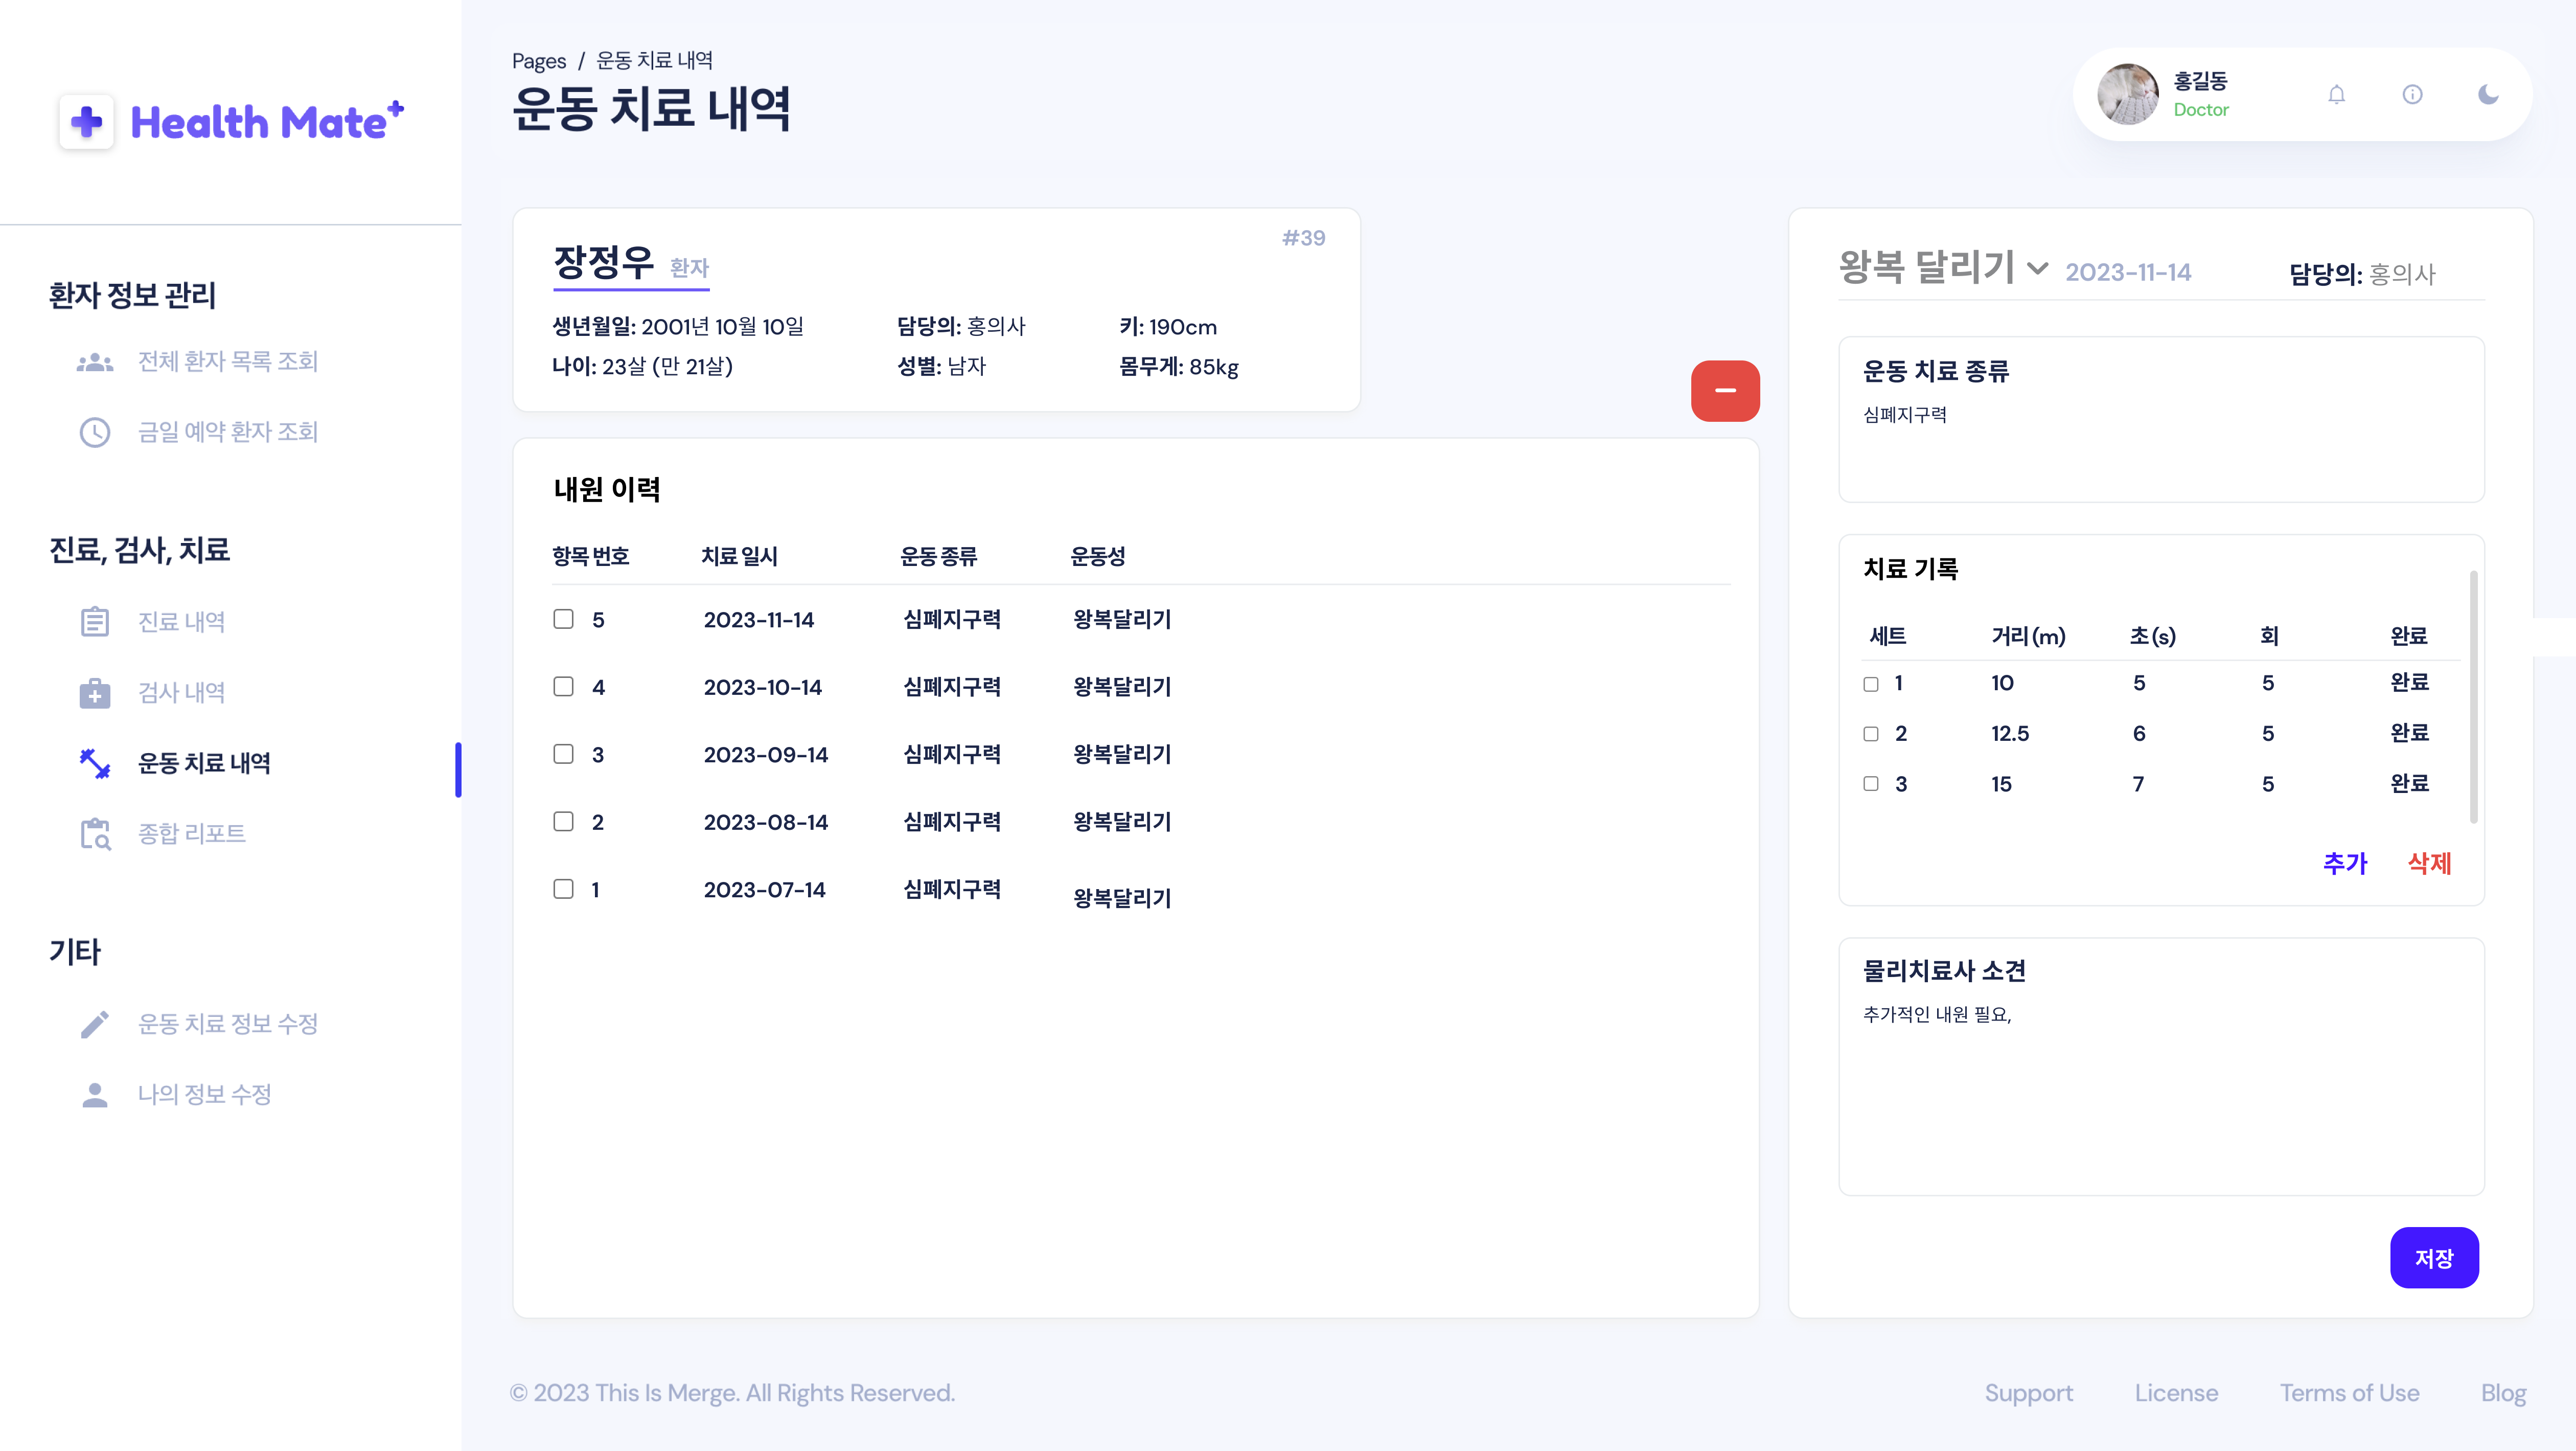 Health Mate+
환자 정보 관리
전체 환자 목록 조회
금일 예약 환자 조회
진료, 검사, 치료
진료 내역
검사 내역
운동 치료 내역
종합 리포트
기타
운동 치료 정보 수정
나의 정보 수정
Pages / 운동 치료 내역
운동 치료 내역
홍길동
Doctor
#39
장정우 환자
생년월일: 2001년 10월 10일 담당의: 홍의사 키: 190cm
나이: 23살 (만 21살) 성별: 남자 몸무게: 85kg
내원 이력
항목 번호 치료 일시 운동 종류 운동성
5 2023-11-14 심폐지구력 왕복달리기
4 2023-10-14 심폐지구력 왕복달리기
3 2023-09-14 심폐지구력 왕복달리기
2 2023-08-14 심폐지구력 왕복달리기
1 2023-07-14 심폐지구력 왕복달리기
왕복 달리기 2023-11-14 담당의: 홍의사
운동 치료 종류
심폐지구력
치료 기록
세트 거리 (m) 초 (s) 회 완료
1 10 5 5 완료
2 12.5 6 5 완료
3 15 7 5 완료
추가 삭제
물리치료사 소견
추가적인 내원 필요,
저장
© 2023 This Is Merge. All Rights Reserved.
Support License Terms of Use Blog